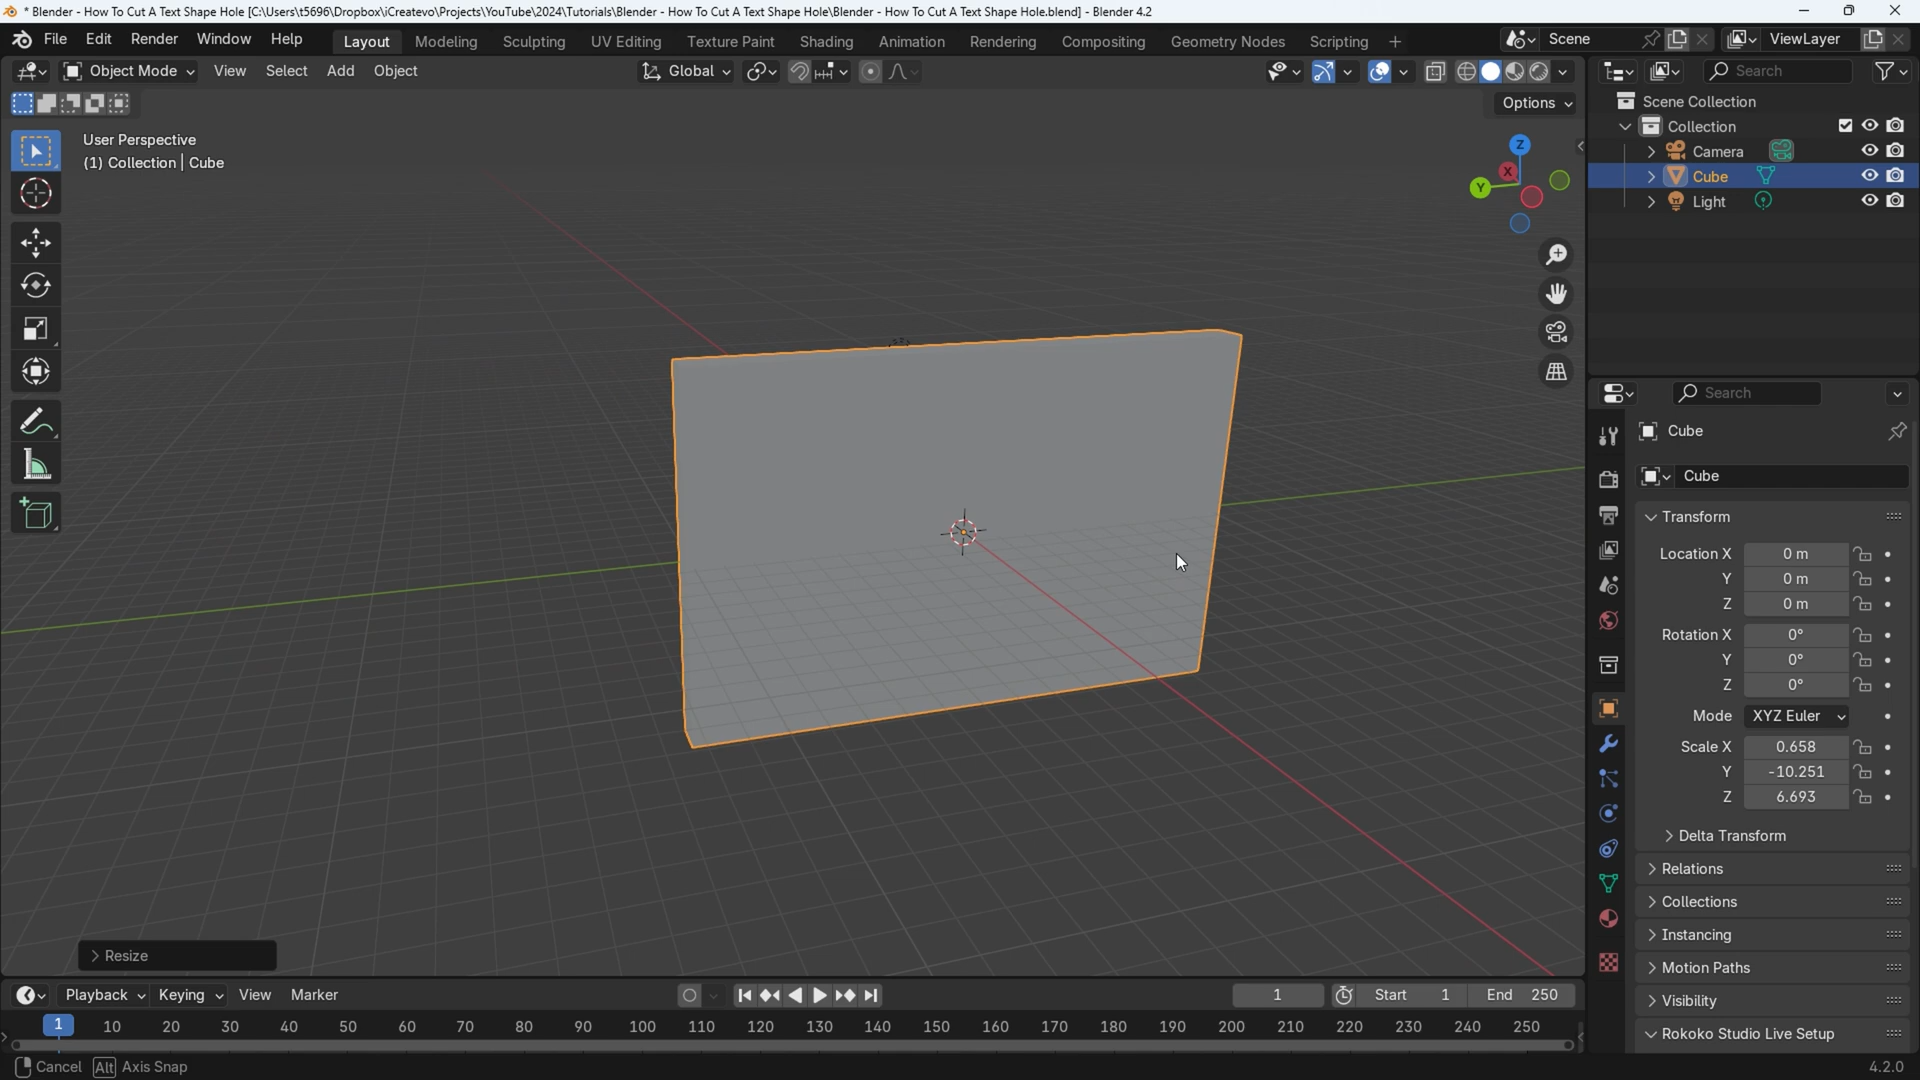 * Blender - How To Cut A Text Shape Hole [C:\Users\t5696\Dropbox\iCreatevo\Projects\YouTube\2024\Tutorials\Blender - How To Cut A Text Shape Hole\Blender - How To Cut A Text Shape Hole.blend] - Blender 4.2
File Edit Render Window Help Layout Modeling Sculpting UV Editing Texture Paint Shading Animation Rendering Compositing Geometry Nodes Scripting + Scene ViewLayer
Object Mode View Select Add Object Global Search
Options
Scene Collection
User Perspective
(1) Collection | Cube
Collection
Camera
Cube
Light
Z
X
Y
Search
Cube
Cube
Transform
Location X 0 m
Y 0 m
Z 0 m
Rotation X 0°
Y 0°
Z 0°
Mode XYZ Euler
Scale X 0.658
Y -10.251
Z 6.693
Delta Transform
Relations
Collections
Instancing
Motion Paths
Visibility
Rokoko Studio Live Setup
Resize
Playback Keying View Marker 1 Start 1 End 250
1 10 20 30 40 50 60 70 80 90 100 110 120 130 140 150 160 170 180 190 200 210 220 230 240 250
Cancel Alt Axis Snap 4.2.0